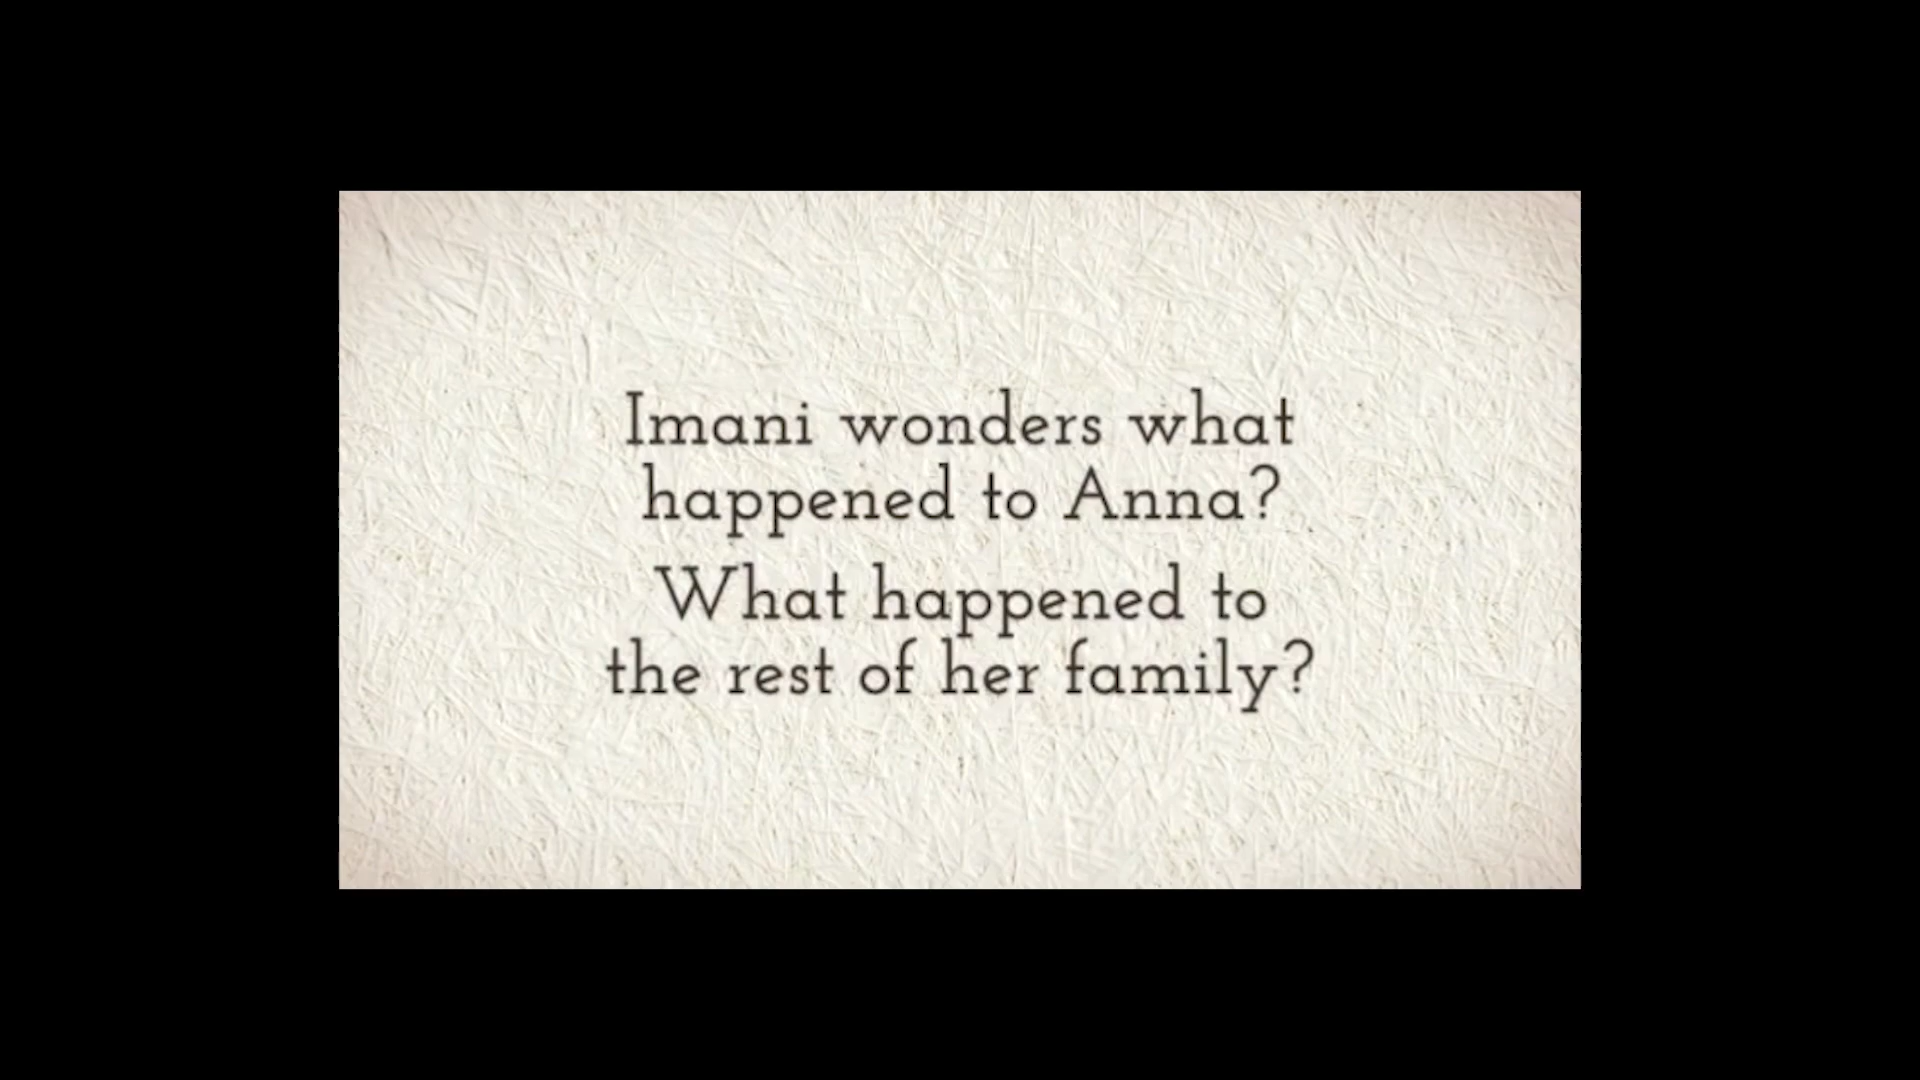 Imani wonders what
happened to Anna?
What happened to
the rest of her family?